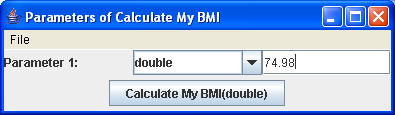 Parameters of Calculate My BMI
File
Parameter 1: double 74.98
Calculate My BMI(double)